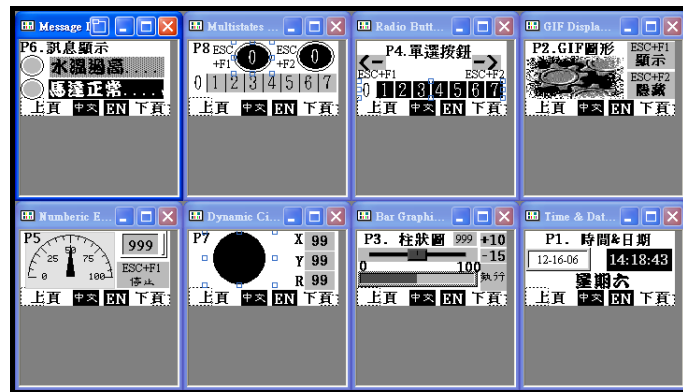 Message I
P6.訊息顯示
水溫過高....
馬達正常....
上頁 中文 EN 下頁
Multistates ...
P8 ESC +F1 0 ESC +F2 0
0 1 2 3 4 5 6 7
上頁 中文 EN 下頁
Radio Butt...
P4.單選按鈕
<- ->
ESC+F1 ESC+F2
0 1 2 3 4 5 6 7
上頁 中文 EN 下頁
GIF Displa...
P2.GIF圖形 ESC+F1
顯示
ESC+F2
隱藏
上頁 中文 EN 下頁
Numberic E...
P5 999
25 50 75
0 100
ESC+F1
停止
上頁 中文 EN 下頁
Dynamic Ci...
P7 X 99
Y 99
R 99
上頁 中文 EN 下頁
Bar Graphi...
P3. 柱狀圖 999 +10
-15
0 100
執行
上頁 中文 EN 下頁
Time & Dat...
P1. 時間&日期
12-16-06 14:18:43
星期六
上頁 中文 EN 下頁